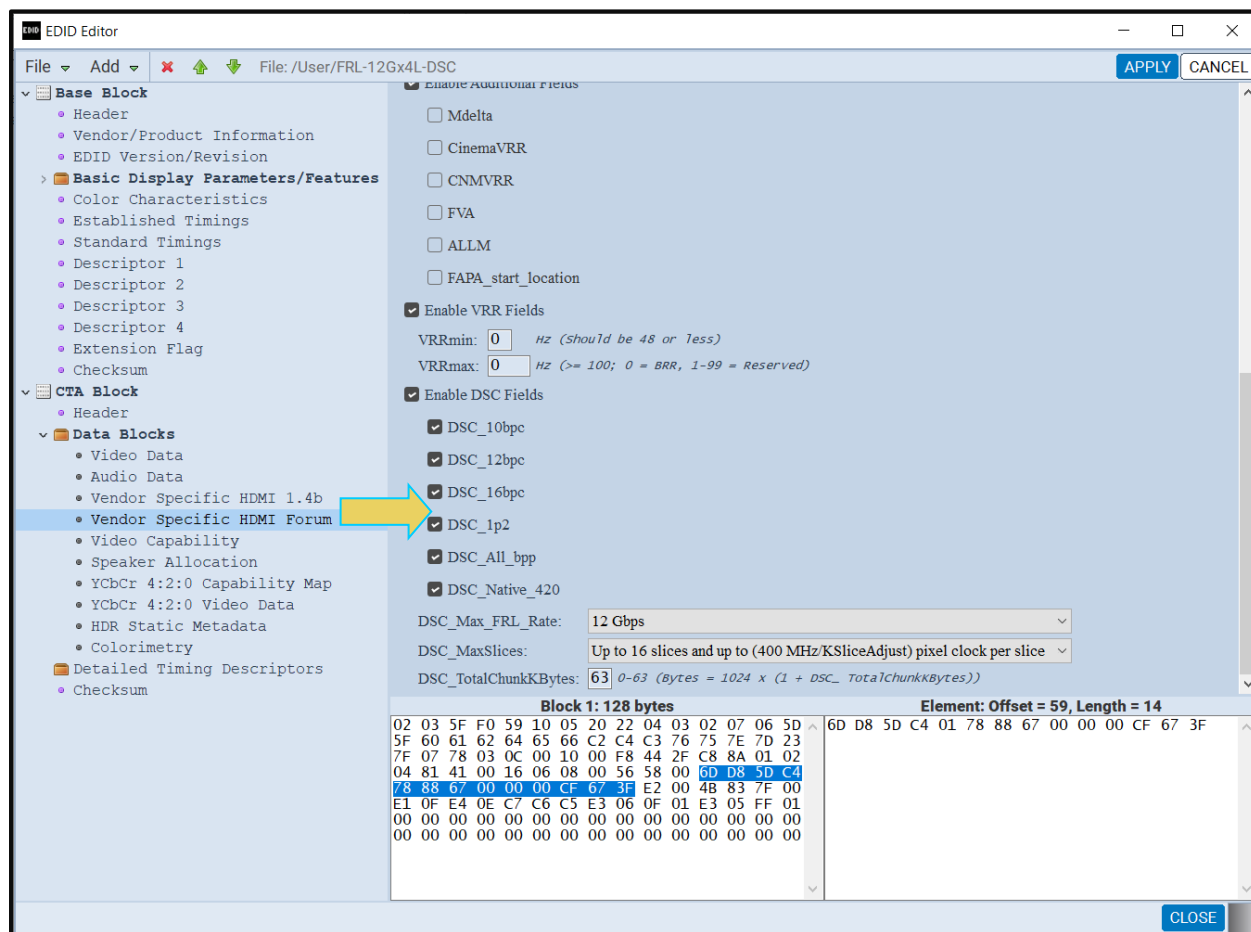 EDID EDID Editor
File Add File: /User/FRL-12Gx4L-DSC APPLY CANCEL
Base Block
Header
Vendor/Product Information
EDID Version/Revision
Basic Display Parameters/Features
Color Characteristics
Established Timings
Standard Timings
Descriptor 1
Descriptor 2
Descriptor 3
Descriptor 4
Extension Flag
Checksum
CTA Block
Header
Data Blocks
Video Data
Audio Data
Vendor Specific HDMI 1.4b
Vendor Specific HDMI Forum
Video Capability
Speaker Allocation
YCbCr 4:2:0 Capability Map
YCbCr 4:2:0 Video Data
HDR Static Metadata
Colorimetry
Detailed Timing Descriptors
Checksum
Enable Additional Fields
Mdelta
CinemaVRR
CNMVRR
FVA
ALLM
FAPA_start_location
Enable VRR Fields
VRRmin: 0 Hz (Should be 48 or less)
VRRmax: 0 Hz (>= 100; 0 = BRR, 1-99 = Reserved)
Enable DSC Fields
DSC_10bpc
DSC_12bpc
DSC_16bpc
DSC_1p2
DSC_All_bpp
DSC_Native_420
DSC_Max_FRL_Rate: 12 Gbps
DSC_MaxSlices: Up to 16 slices and up to (400 MHz/KSliceAdjust) pixel clock per slice
DSC_TotalChunkKBytes: 63 0-63 (Bytes = 1024 x (1 + DSC_ TotalChunkKBytes))
Block 1: 128 bytes
02 03 5F F0 59 10 05 20 22 04 03 02 07 06 5D
5F 60 61 62 64 65 66 C2 C4 C3 76 75 7E 7D 23
7F 07 78 03 0C 00 10 00 F8 44 2F C8 8A 01 02
04 81 41 00 16 06 08 00 56 58 00 6D D8 5D C4
78 88 67 00 00 00 CF 67 3F E2 00 4B 83 7F 00
E1 0F E4 0E C7 C6 C5 E3 06 0F 01 E3 05 FF 01
00 00 00 00 00 00 00 00 00 00 00 00 00 00 00
00 00 00 00 00 00 00 00 00 00 00 00 00 00 00
Element: Offset = 59, Length = 14
6D D8 5D C4 01 78 88 67 00 00 00 CF 67 3F
CLOSE